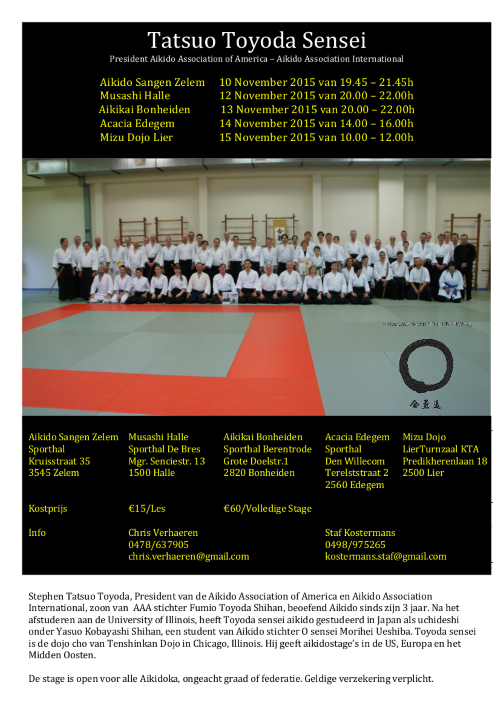 Tatsuo Toyoda Sensei
President Aikido Association of America – Aikido Association International
Aikido Sangen Zelem 10 November 2015 van 19.45 – 21.45h
Musashi Halle 12 November 2015 van 20.00 – 22.00h
Aikikai Bonheiden 13 November 2015 van 20.00 – 22.00h
Acacia Edegem 14 November 2015 van 14.00 – 16.00h
Mizu Dojo Lier 15 November 2015 van 10.00 – 12.00h
Aikido Sangen Zelem Musashi Halle Aikikai Bonheiden Acacia Edegem Mizu Dojo
Sporthal Sporthal De Bres Sporthal Berentrode Sporthal LierTurnzaal KTA
Kruisstraat 35 Mgr. Senciestr. 13 Grote Doelstr.1 Den Willecom Predikherenlaan 18
3545 Zelem 1500 Halle 2820 Bonheiden Terelststraat 2 2500 Lier
2560 Edegem
Kostprijs €15/Les €60/Volledige Stage
Info Chris Verhaeren Staf Kostermans
0478/637905 0498/975265
chris.verhaeren@gmail.com kostermans.staf@gmail.com
Stephen Tatsuo Toyoda, President van de Aikido Association of America en Aikido Association
International, zoon van AAA stichter Fumio Toyoda Shihan, beoefend Aikido sinds zijn 3 jaar. Na het
afstuderen aan de University of Illinois, heeft Toyoda sensei aikido gestudeerd in Japan als uchideshi
onder Yasuo Kobayashi Shihan, een student van Aikido stichter O sensei Morihei Ueshiba. Toyoda sensei
is de dojo cho van Tenshinkan Dojo in Chicago, Illinois. Hij geeft aikidostage's in de US, Europa en het
Midden Oosten.
De stage is open voor alle Aikidoka, ongeacht graad of federatie. Geldige verzekering verplicht.